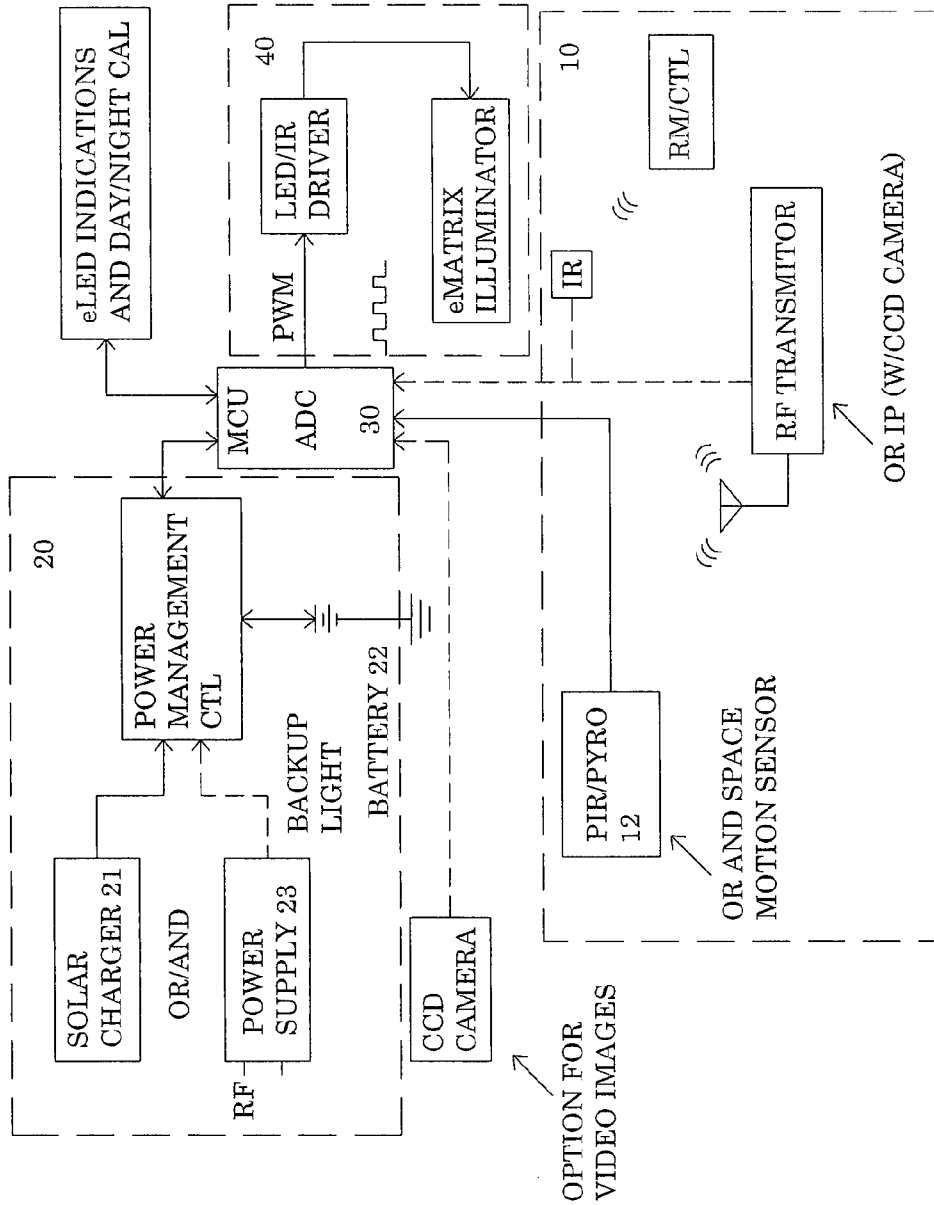 SOLAR
CHARGER 21
OR/AND
POWER
SUPPLY 23
RF
20
POWER
MANAGEMENT
CTL
BACKUP
LIGHT
BATTERY 22
CCD
CAMERA
OPTION FOR
VIDEO IMAGES
eLED INDICATIONS
AND DAY/NIGHT CAL
MCU
ADC
30
PWM
40
LED/IR
DRIVER
eMATRIX
ILLUMINATOR
10
PIR/PYRO
12
OR AND SPACE
MOTION SENSOR
IR
RM/CTL
RF TRANSMITOR
OR IP (W/CCD CAMERA)